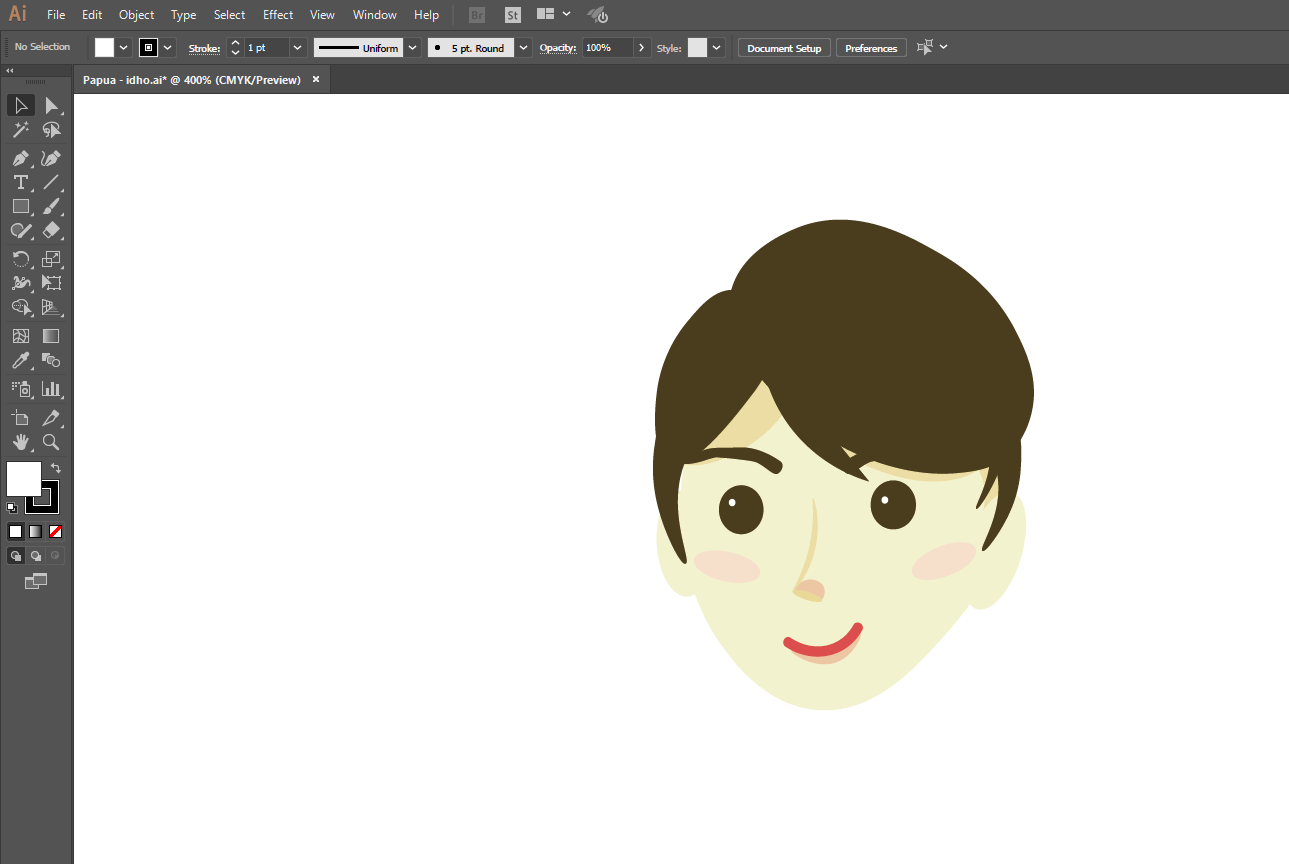 Ai File Edit Object Type Select Effect View Window Help Br St
No Selection Stroke: 1 pt Uniform 5 pt. Round Opacity: 100% Style: Document Setup Preferences
Papua - idho.ai* @ 400% (CMYK/Preview) ×